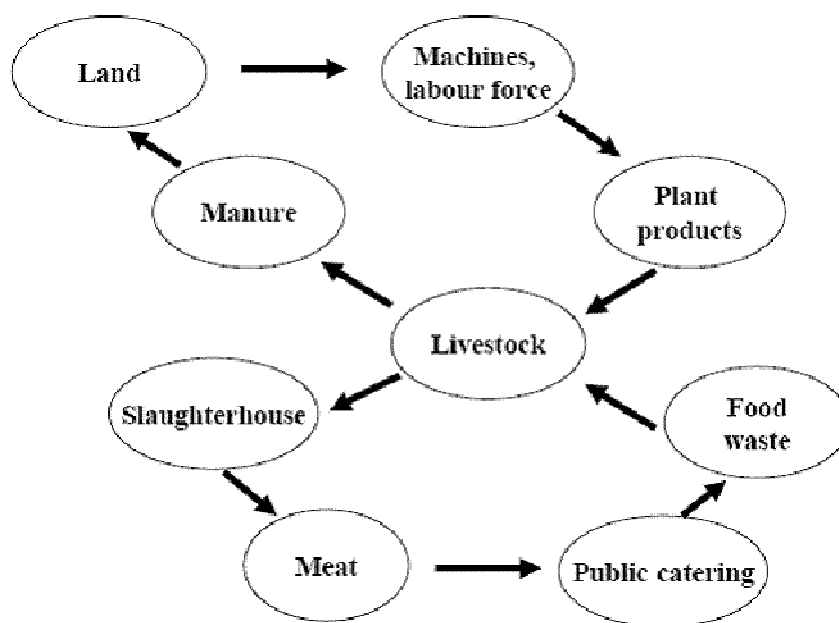 Land
Machines,
labour force
Manure
Plant
products
Livestock
Slaughterhouse
Food
waste
Meat
Public catering